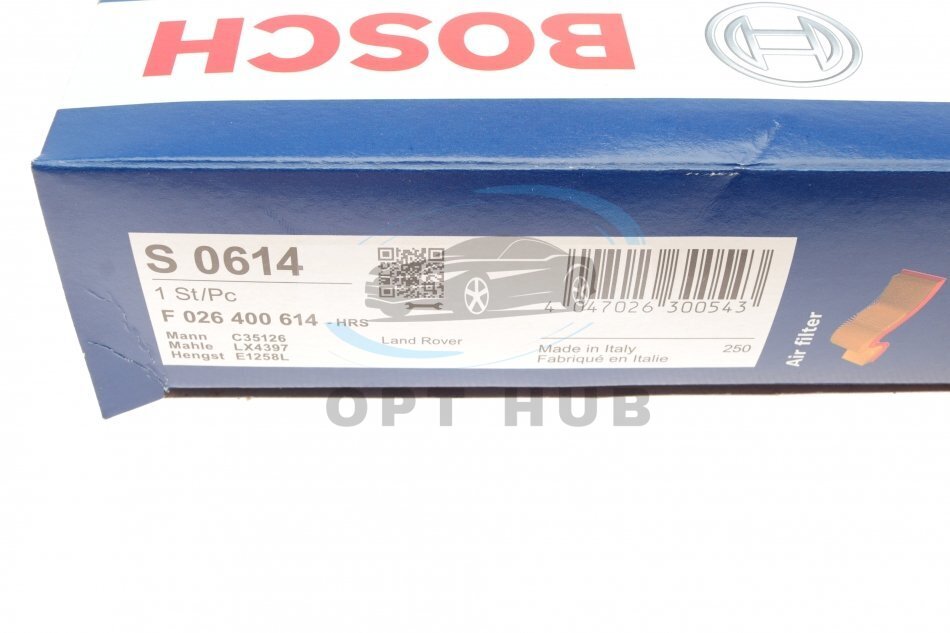 BOSCH
S 0614
1 St/Pc
F 026 400 614 - HRS
Mann C35126
Mahle LX4397
Hengst E1258L
Land Rover
4 047026 300543
Made in Italy 250
Fabriqué en Italie
Air filter
OPT HUB